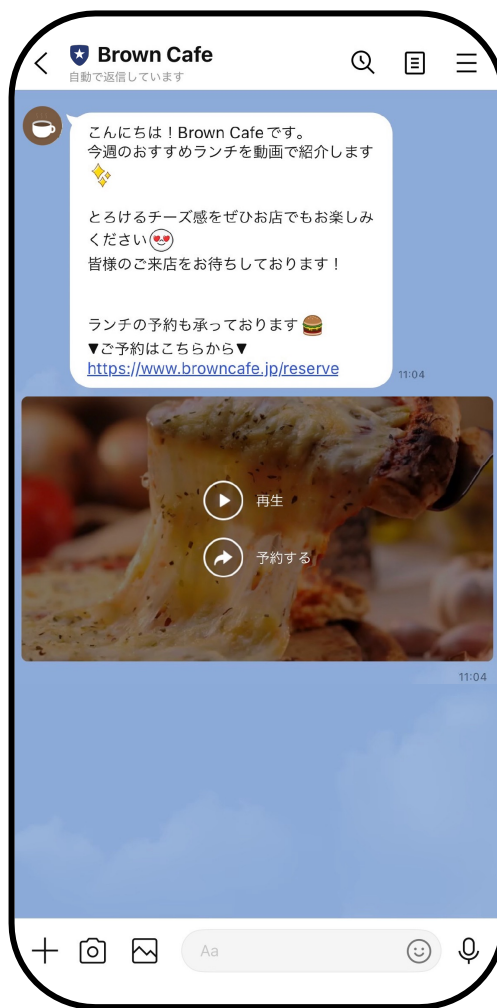 Brown Cafe
自動で返信しています
こんにちは！Brown Cafeです。
今週のおすすめランチを動画で紹介します
とろけるチーズ感をぜひお店でもお楽しみ
ください
皆様のご来店をお待ちしております！
ランチの予約も承っております
▼ご予約はこちらから▼
https://www.browncafe.jp/reserve
11:04
再生
予約する
11:04
Aa